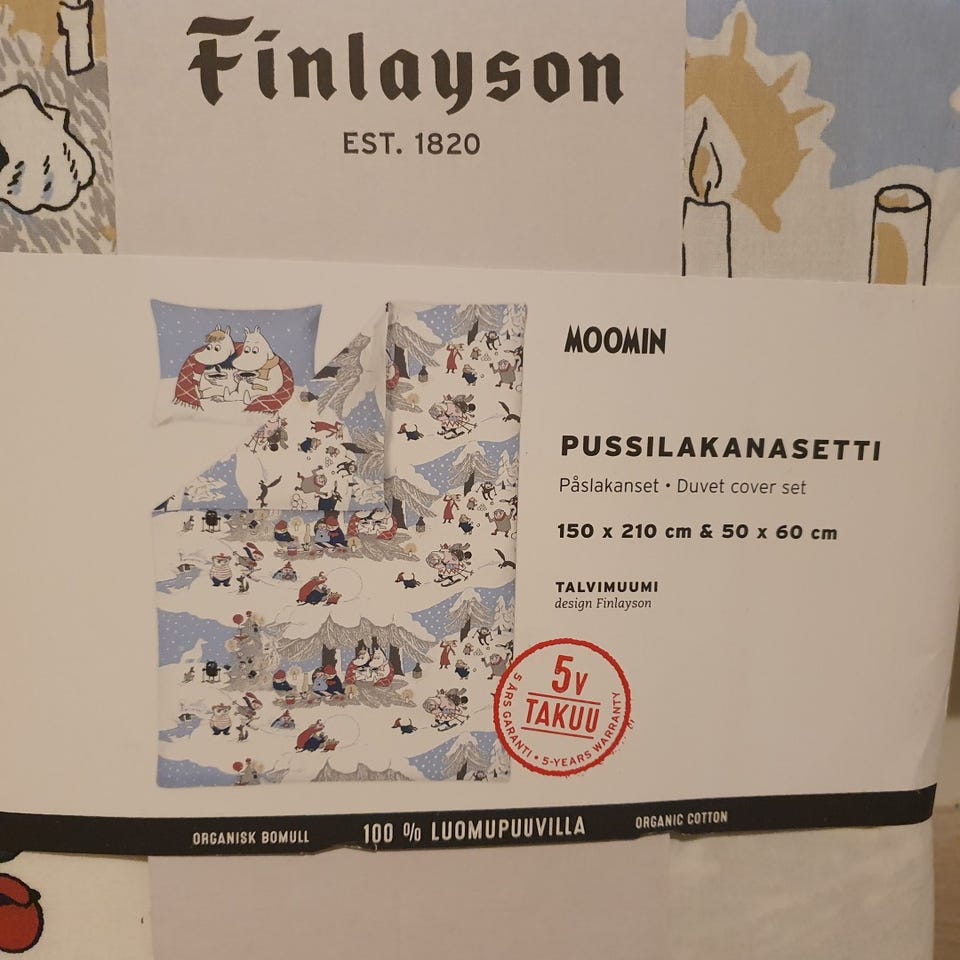 Finlayson
EST. 1820
MOOMIN
PUSSILAKANASETTI
Påslakanset • Duvet cover set
150 x 210 cm & 50 x 60 cm
TALVIMUUMI
design Finlayson
5v
TAKUU
5 ÅRS GARANTI • 5-YEARS WARRANTY
ORGANISK BOMULL 100 % LUOMUPUUVILLA ORGANIC COTTON